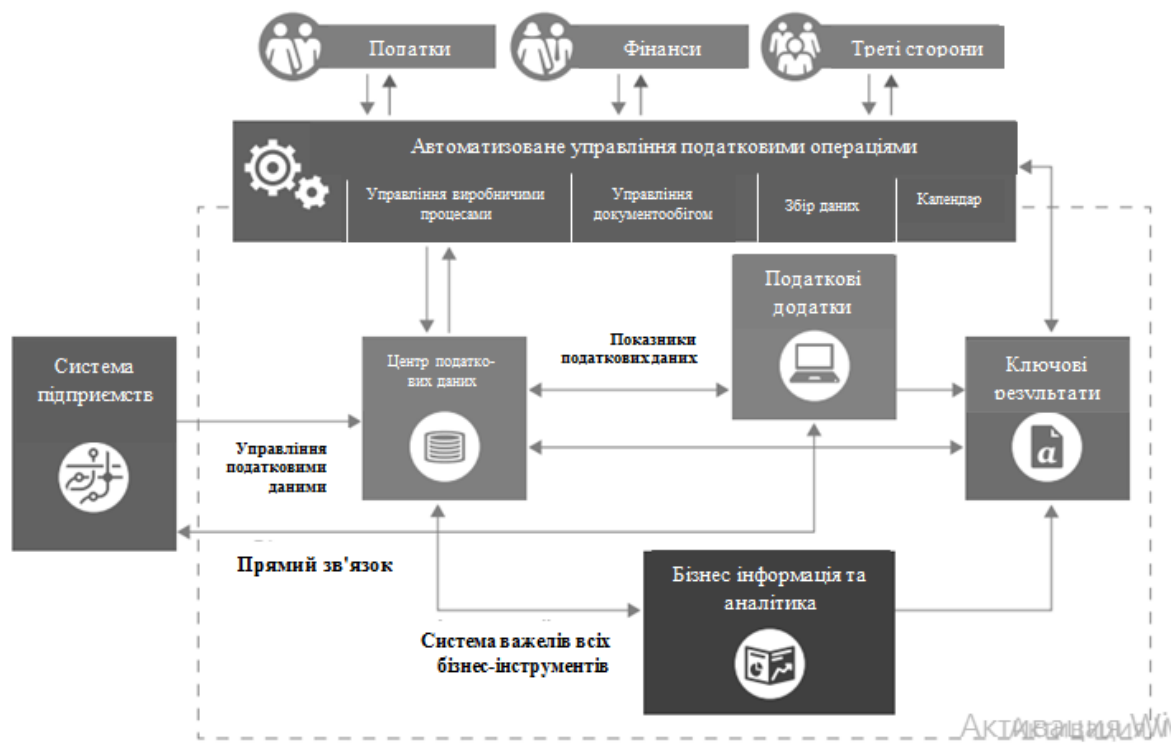 Податки
Фінанси
Треті сторони
Автоматизоване управління податковими операціями
Управління виробничими
процесами
Управління
документообігом
Збір даних
Календар
Податкові
додатки
Показники
податкових даних
Система
підприємств
Центр податко-
вих даних
Ключові
результати
Управління
податковими
даними
Прямий зв'язок
Бізнес інформація та
аналітика
Система важелів всіх
бізнес-інструментів
a